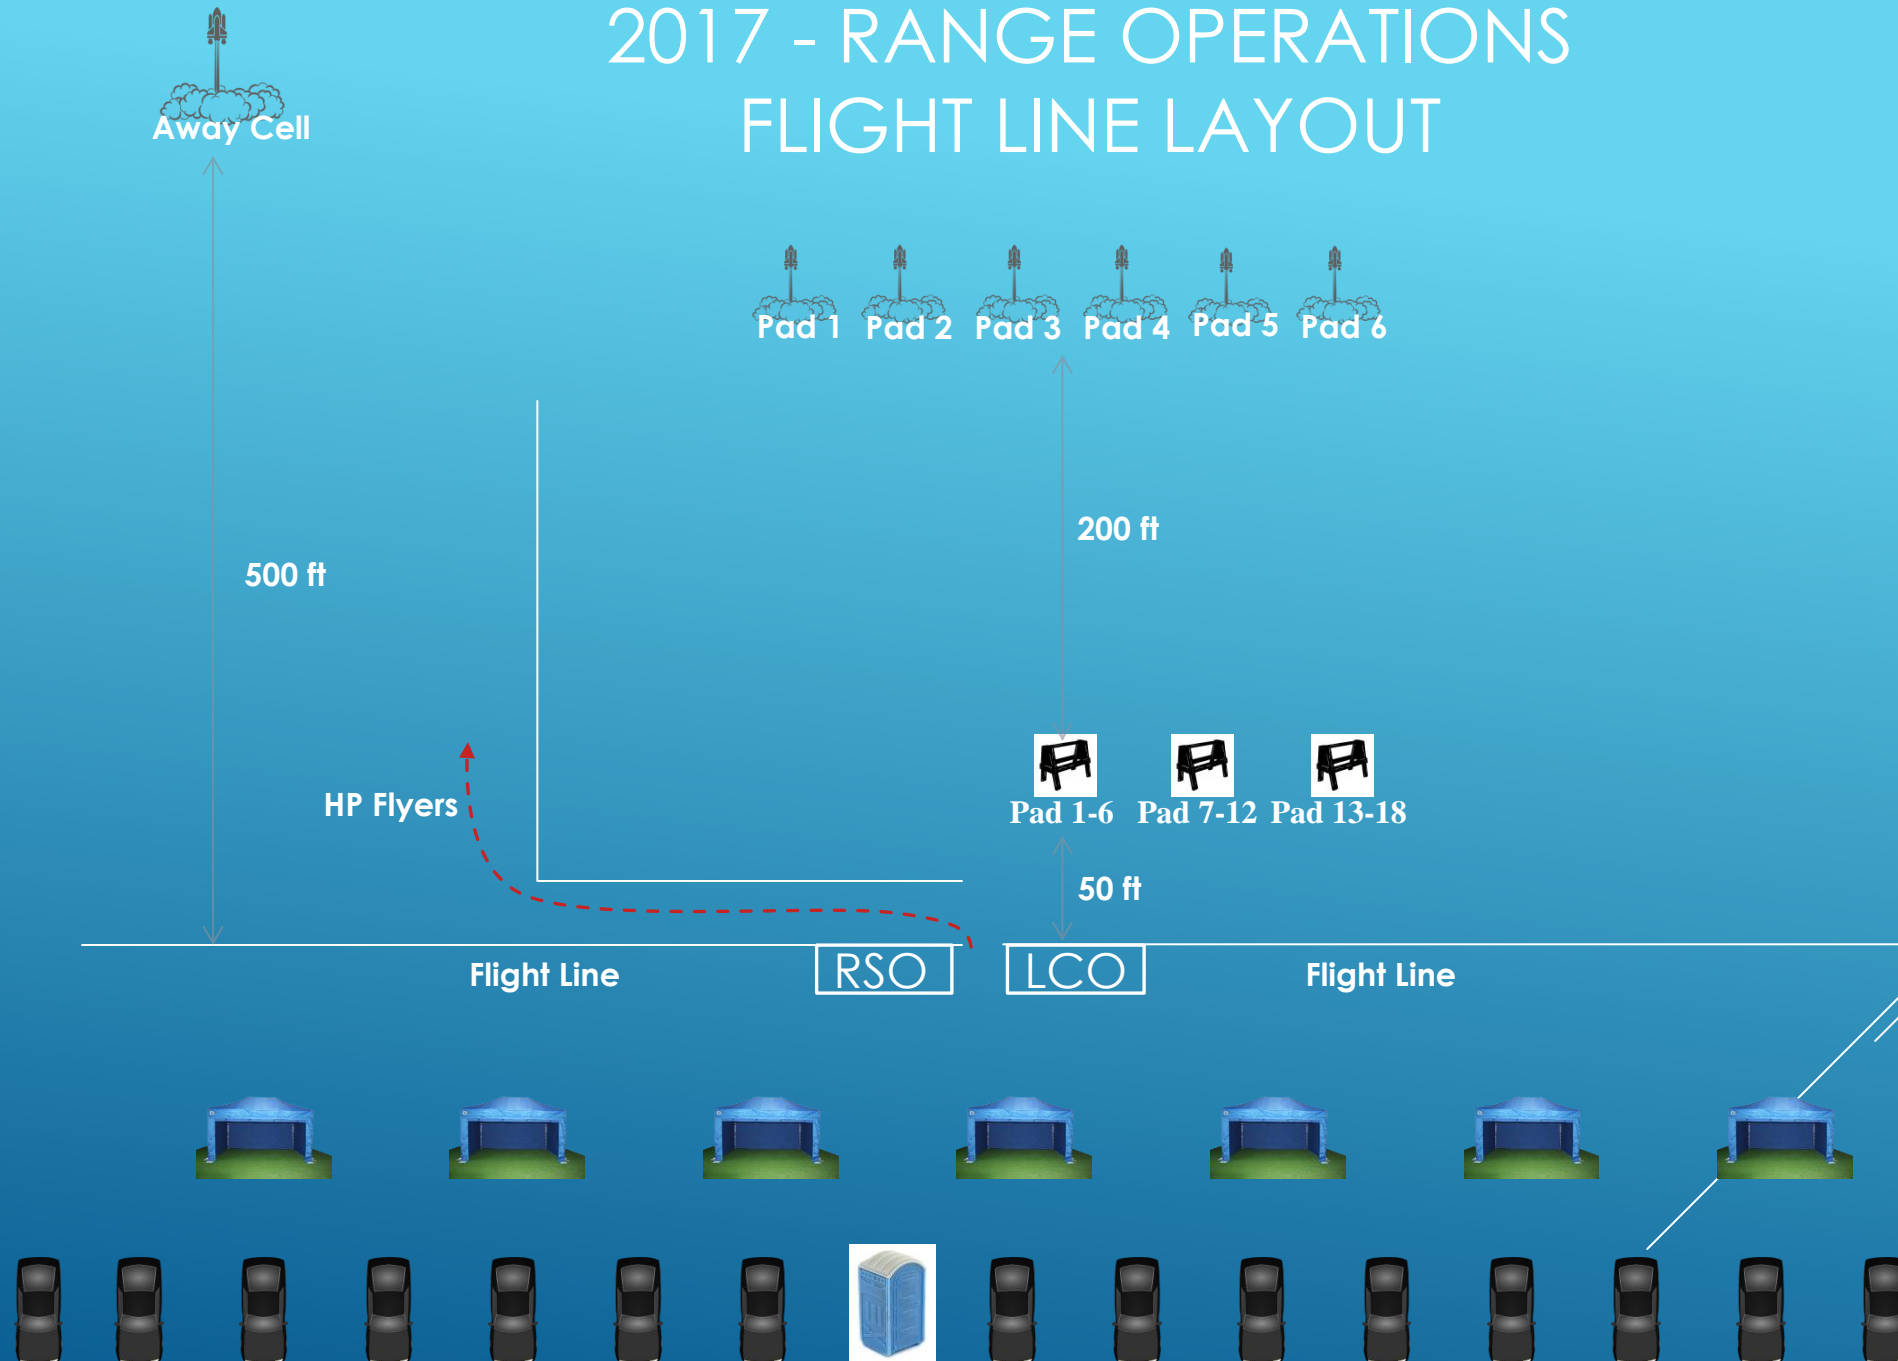 2017 - RANGE OPERATIONS
FLIGHT LINE LAYOUT
Away Cell
Pad 1 Pad 2 Pad 3 Pad 4 Pad 5 Pad 6
200 ft
500 ft
HP Flyers
Pad 1-6 Pad 7-12 Pad 13-18
50 ft
RSO LCO
Flight Line Flight Line